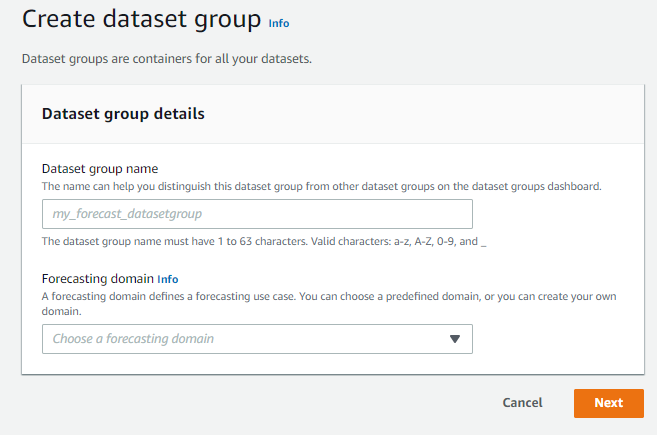 Create dataset group Info
Dataset groups are containers for all your datasets.
Dataset group details
Dataset group name
The name can help you distinguish this dataset group from other dataset groups on the dataset groups dashboard.
my_forecast_datasetgroup
The dataset group name must have 1 to 63 characters. Valid characters: a-z, A-Z, 0-9, and _
Forecasting domain Info
A forecasting domain defines a forecasting use case. You can choose a predefined domain, or you can create your own
domain.
Choose a forecasting domain
Cancel Next